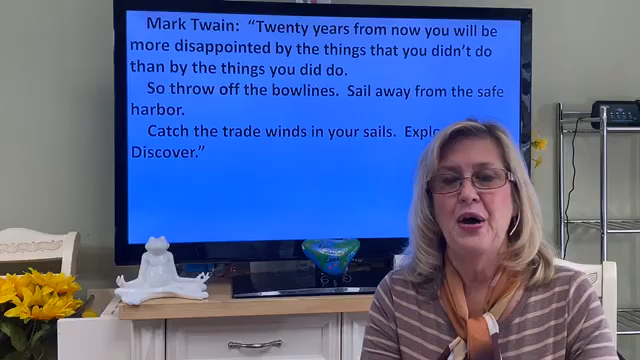 Mark Twain: “Twenty years from now you will be
more disappointed by the things that you didn’t do
than by the things you did do.
So throw off the bowlines. Sail away from the safe
harbor.
Catch the trade winds in your sails.
Discover.”